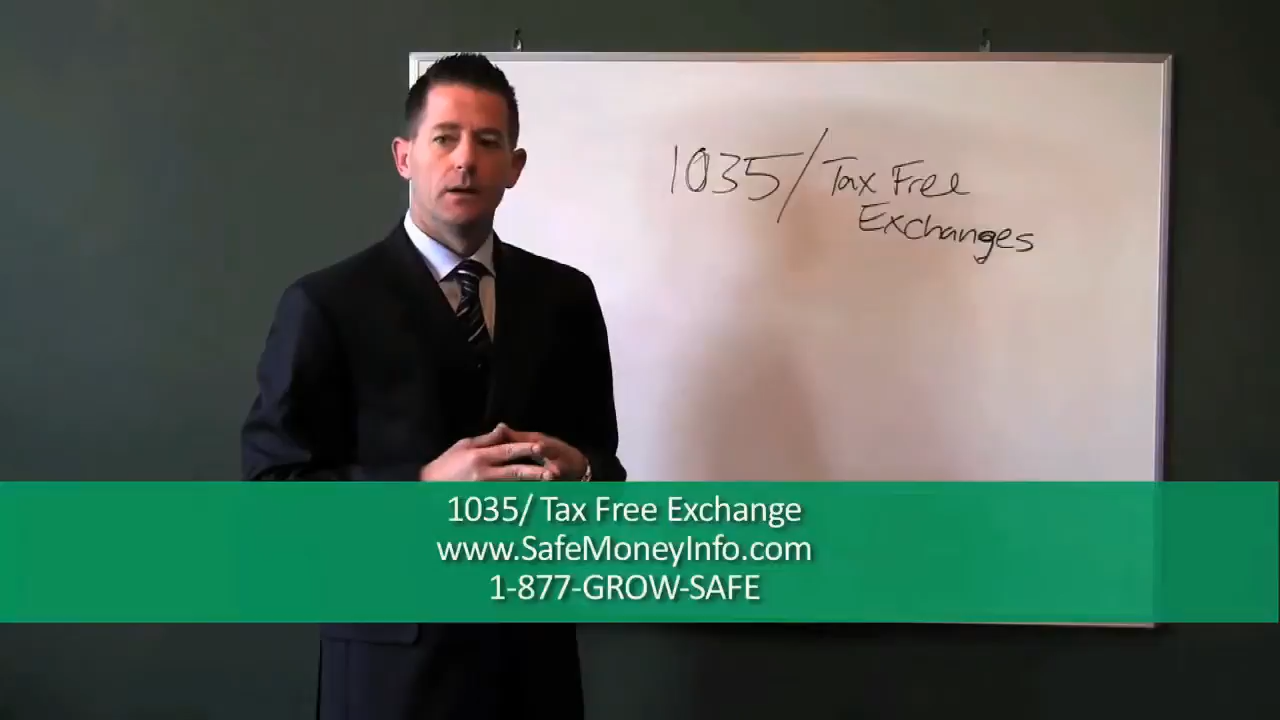 1035/ Tax Free
Exchanges
1035/ Tax Free Exchange
www.SafeMoneyInfo.com
1-877-GROW-SAFE